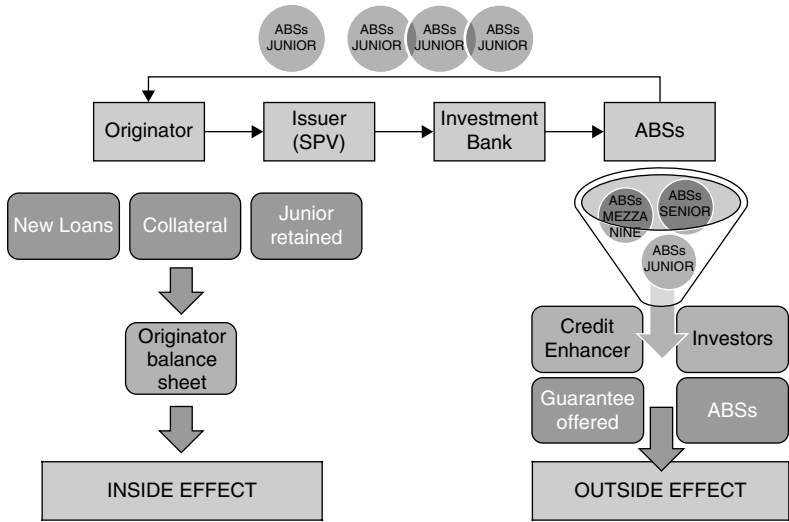 ABSs
JUNIOR
ABSs
JUNIOR
ABSs
JUNIOR
ABSs
JUNIOR
Originator
Issuer
(SPV)
Investment
Bank
ABSs
New Loans
Collateral
Junior
retained
ABSs
MEZZA
NINE
ABSs
SENIOR
ABSs
JUNIOR
Originator
balance
sheet
Credit
Enhancer
Investors
Guarantee
offered
ABSs
INSIDE EFFECT
OUTSIDE EFFECT